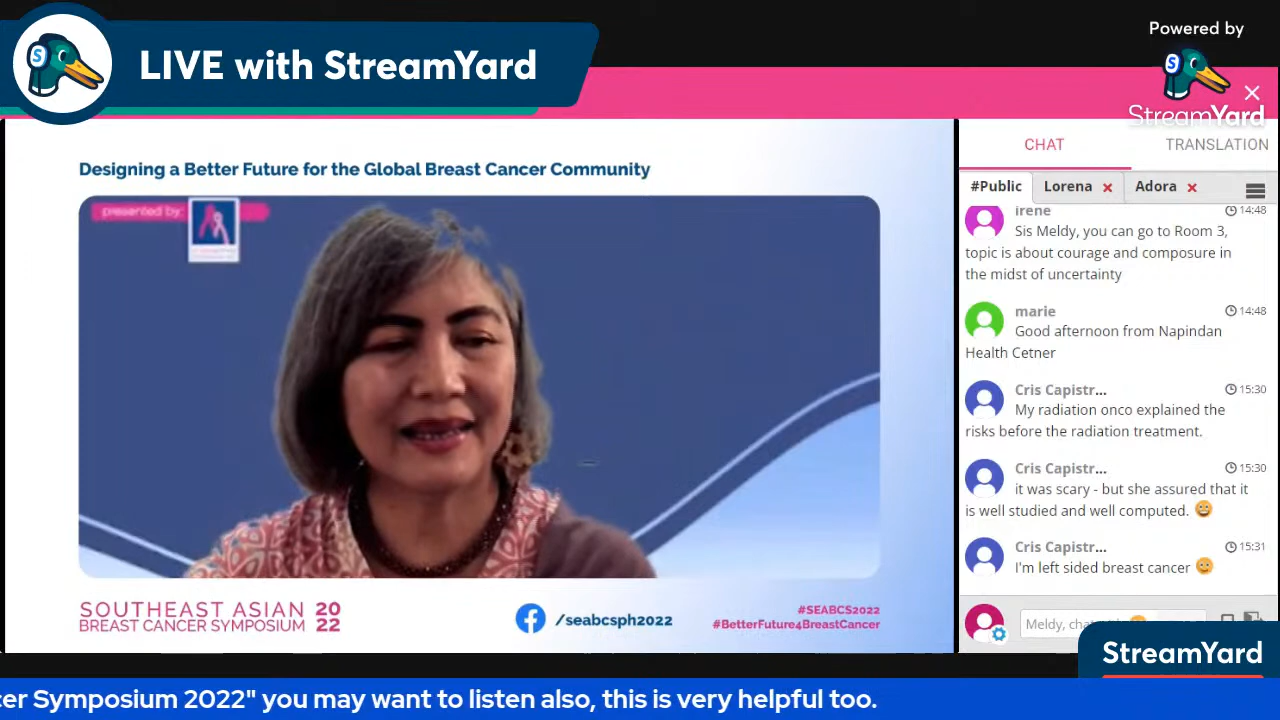 LIVE with StreamYard
Powered by
StreamYard
CHAT
TRANSLATION
#Public
Lorena
Adora
Designing a Better Future for the Global Breast Cancer Community
presented by:
SOUTHEAST ASIAN
BREAST CANCER SYMPOSIUM
20
22
/seabcsph2022
#SEABCS2022
#BetterFuture4BreastCancer
irene
14:48
Sis Meldy, you can go to Room 3,
topic is about courage and composure in
the midst of uncertainty
marie
14:48
Good afternoon from Napindan
Health Cetner
Cris Capistr...
15:30
My radiation onco explained the
risks before the radiation treatment.
Cris Capistr...
15:30
it was scary - but she assured that it
is well studied and well computed.
Cris Capistr...
15:31
I'm left sided breast cancer
Meldy,
StreamYard
cer Symposium 2022" you may want to listen also, this is very helpful too.